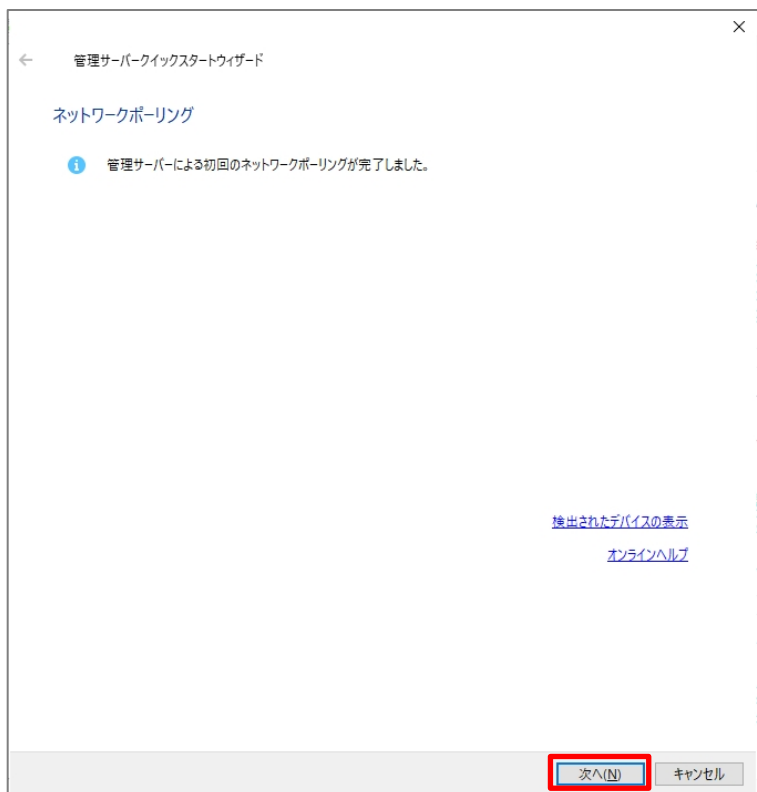 管理サーバークイックスタートウィザード
ネットワークポーリング
管理サーバーによる初回のネットワークポーリングが完了しました。
検出されたデバイスの表示
オンラインヘルプ
次へ(N)
キャンセル